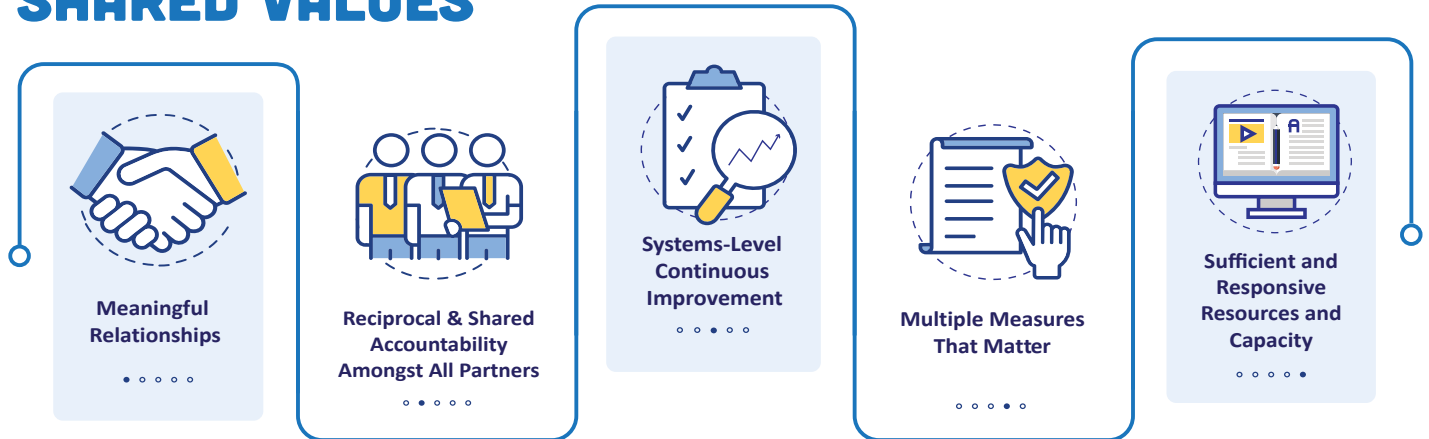 SHARED VALUES
Meaningful
Relationships
Reciprocal & Shared
Accountability
Amongst All Partners
Systems-Level
Continuous
Improvement
Multiple Measures
That Matter
A
Sufficient and
Responsive
Resources and
Capacity